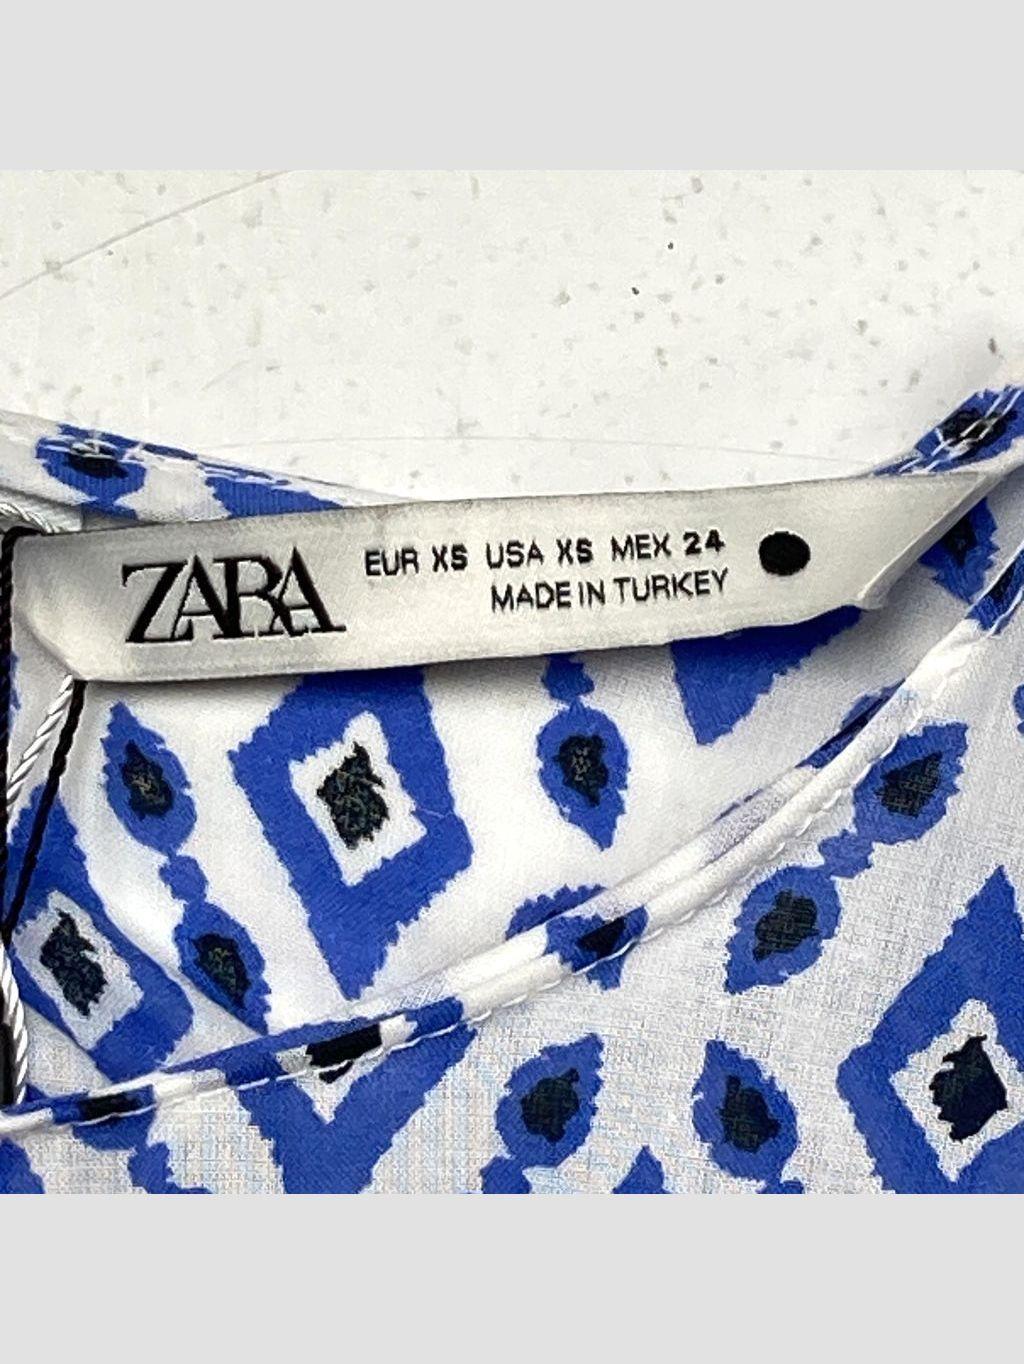 ZARA
EUR XS USA XS MEX 24
MADE IN TURKEY